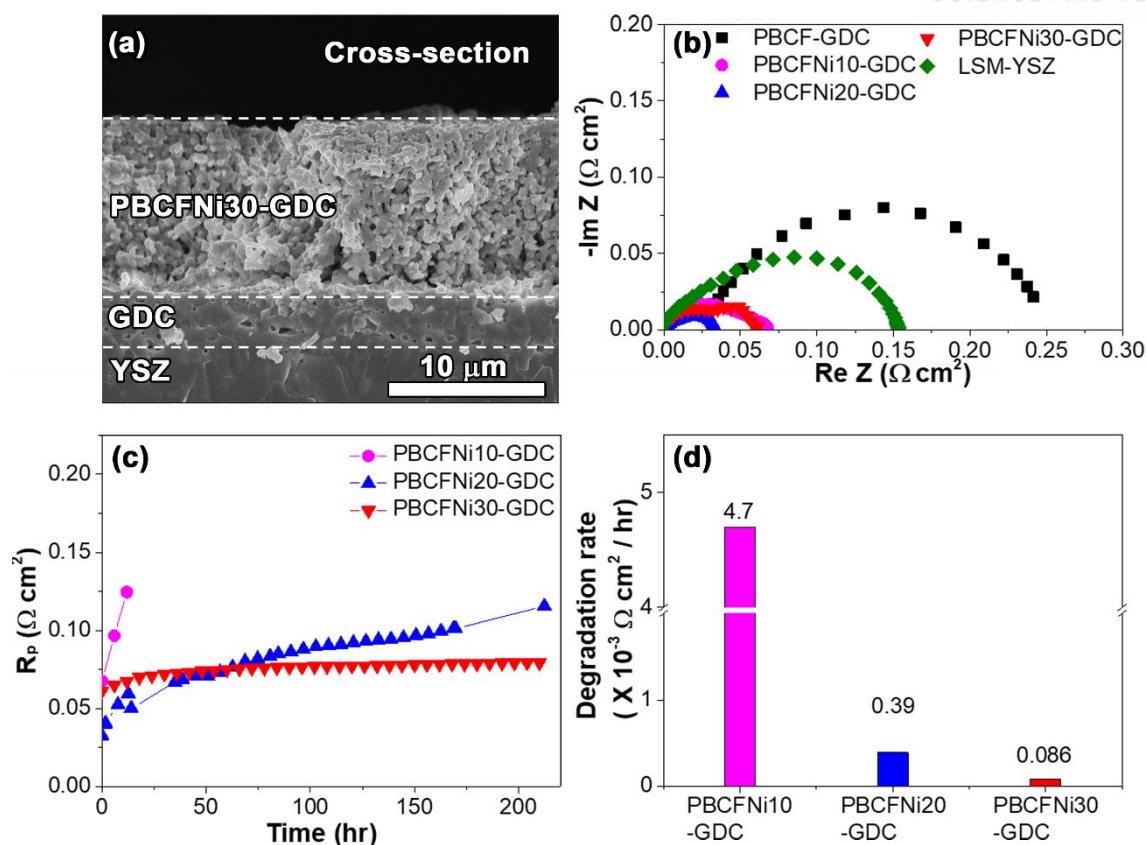 (a)
Cross-section
PBCFNi30-GDC
GDC
YSZ
10 μm
(b)
-0.20
-0.15
-0.10
0.05
0.00
-Im Z (Ω cm²)
PBCF-GDC
PBCFNi10-GDC
PBCFNi20-GDC
PBCFNi30-GDC
LSM-YSZ
0.00 0.05 0.10 0.15 0.20 0.25 0.30
Re Z (Ω cm²)
(c)
0.20
0.15
0.10
0.05
0.00
Rₚ (Ω cm²)
PBCFNi10-GDC
PBCFNi20-GDC
PBCFNi30-GDC
0 50 100 150 200
Time (hr)
(d)
Degradation rate
( X 10⁻³ Ω cm² / hr)
5
4
1
0
4.7
0.39
0.086
PBCFNi10
-GDC
PBCFNi20
-GDC
PBCFNi30
-GDC